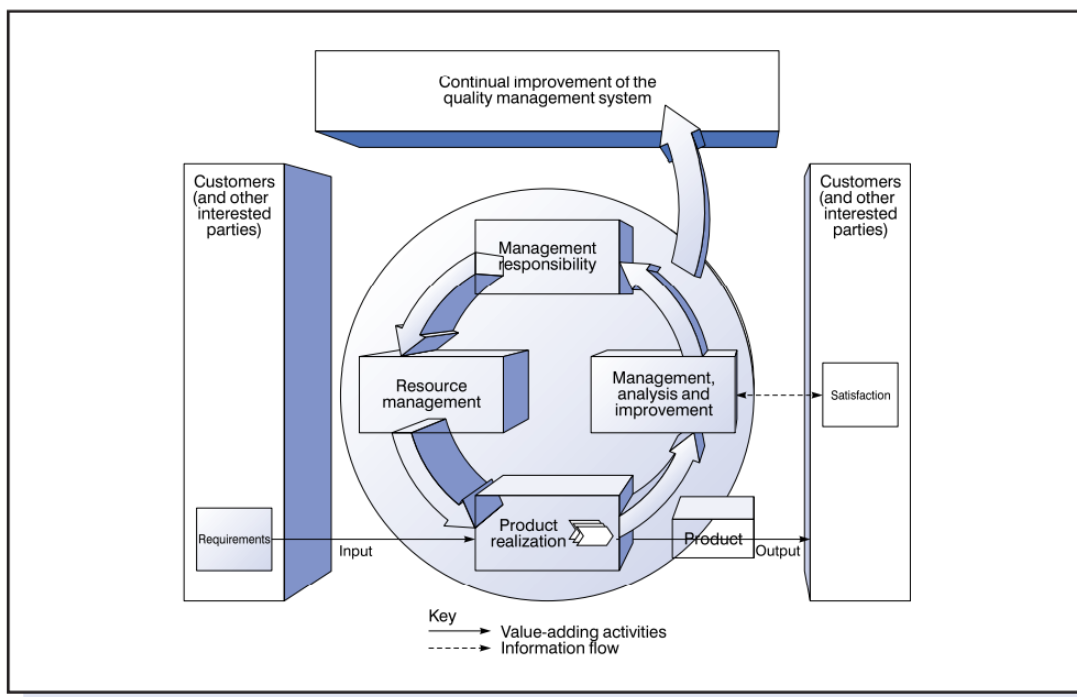 Continual improvement of the
quality management system
Customers
(and other
interested
parties)
Customers
(and other
interested
parties)
Management
responsibility
Resource
management
Management,
analysis and
improvement
Satisfaction
Requirements
Input
Product
realization
Product
Output
Key
Value-adding activities
Information flow